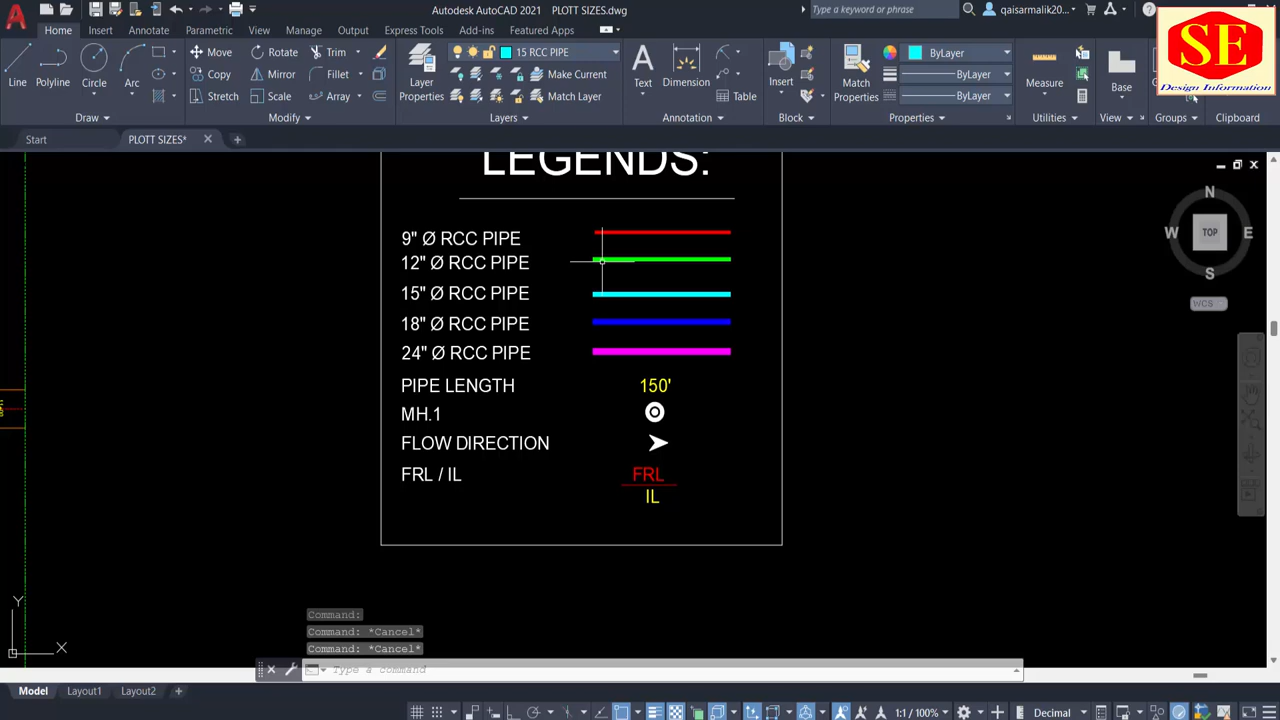 Autodesk AutoCAD 2021 PLOTT SIZES.dwg
Type a keyword or phrase
qaisarmalik20...
SE
Design Information
Home Insert Annotate Parametric View Manage Output Express Tools Featured Apps
Line Polyline Circle Arc
Move Rotate Trim
Copy Mirror Fillet
Stretch Scale Array
Layer Properties
15 RCC PIPE
Make Current
Match Layer
Text Dimension
Table
Insert
Match Properties
ByLayer
ByLayer
ByLayer
Measure
Base
Draw Modify Layers Annotation Block Properties Utilities View Groups Clipboard
Start PLOTT SIZES*
LEGENDS:
9" Ø RCC PIPE
12" Ø RCC PIPE
15" Ø RCC PIPE
18" Ø RCC PIPE
24" Ø RCC PIPE
PIPE LENGTH 150'
MH.1
FLOW DIRECTION
FRL / IL FRL
IL
N
W TOP E
S
WCS
Y
X
Command:
Command: *Cancel*
Command: *Cancel*
Type a command
Model Layout1 Layout2
1:1 / 100% Decimal